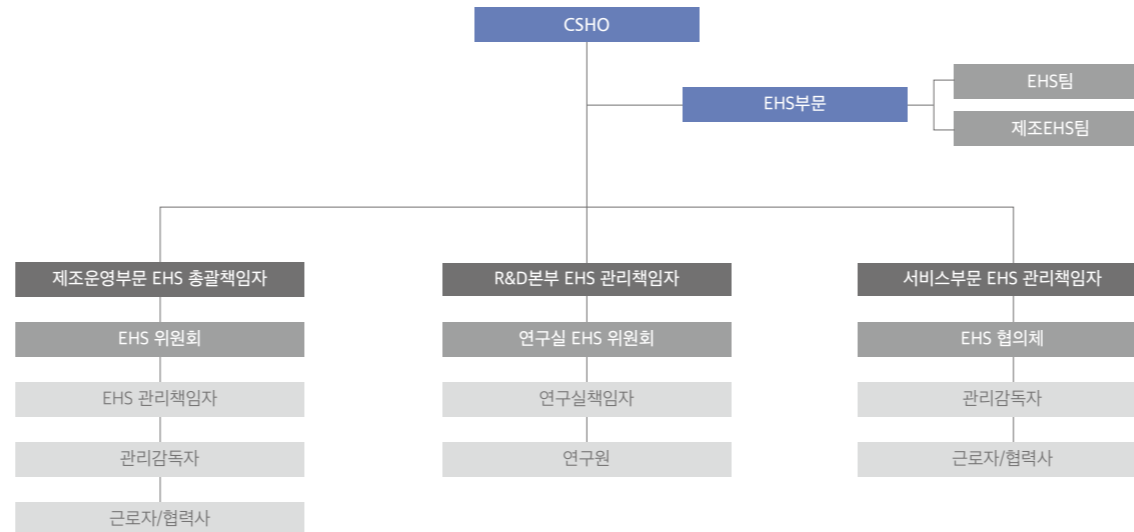 CSHO
EHS팀
EHS부문
제조EHS팀
제조운영부문 EHS 총괄책임자
R&D본부 EHS 관리책임자
서비스부문 EHS 관리책임자
EHS 위원회
연구실 EHS 위원회
EHS 협의체
EHS 관리책임자
연구실책임자
관리감독자
관리감독자
연구원
근로자/협력사
근로자/협력사